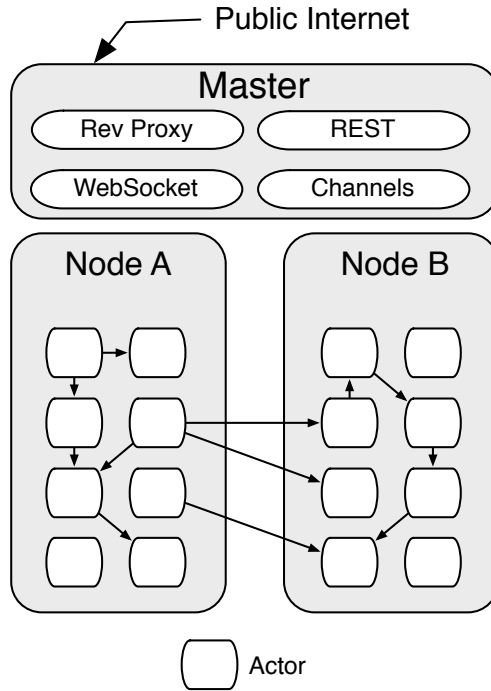 Public Internet
Master
Rev Proxy
REST
WebSocket
Channels
Node A
Node B
Actor